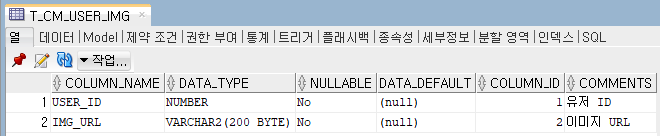 T_CM_USER_IMG
열 데이터 Model 제약 조건 권한 부여 통계 트리거 플래시백 종속성 세부정보 분할 영역 인덱스 SQL
작업...
COLUMN_NAME DATA_TYPE NULLABLE DATA_DEFAULT COLUMN_ID COMMENTS
1 USER_ID NUMBER No (null) 1 유저 ID
2 IMG_URL VARCHAR2(200 BYTE) No (null) 2 이미지 URL